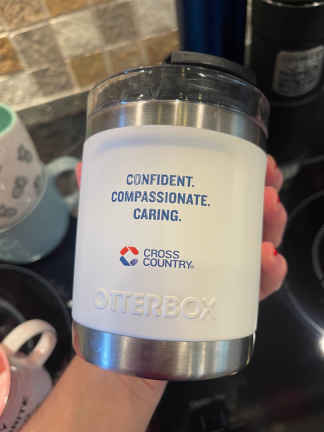 CONFIDENT.
COMPASSIONATE.
CARING.
CROSS
COUNTRY®
OTTERBOX